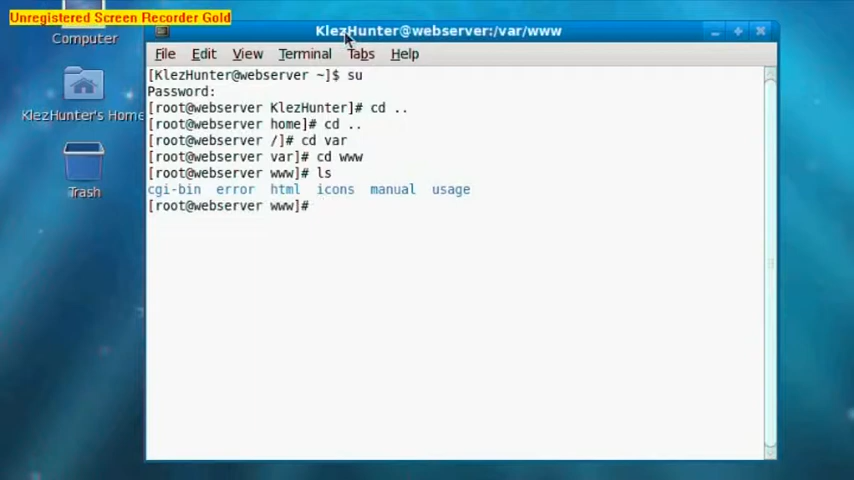 Unregistered Screen Recorder Gold
KlezHunter@webserver:/var/www
Computer
File Edit View Terminal Tabs Help
[KlezHunter@webserver ~]$ su
Password:
[root@webserver KlezHunter]# cd ..
[root@webserver home]# cd ..
[root@webserver /]# cd var
[root@webserver var]# cd www
[root@webserver www]# ls
cgi-bin error html icons manual usage
[root@webserver www]#
KlezHunter's Home
Trash